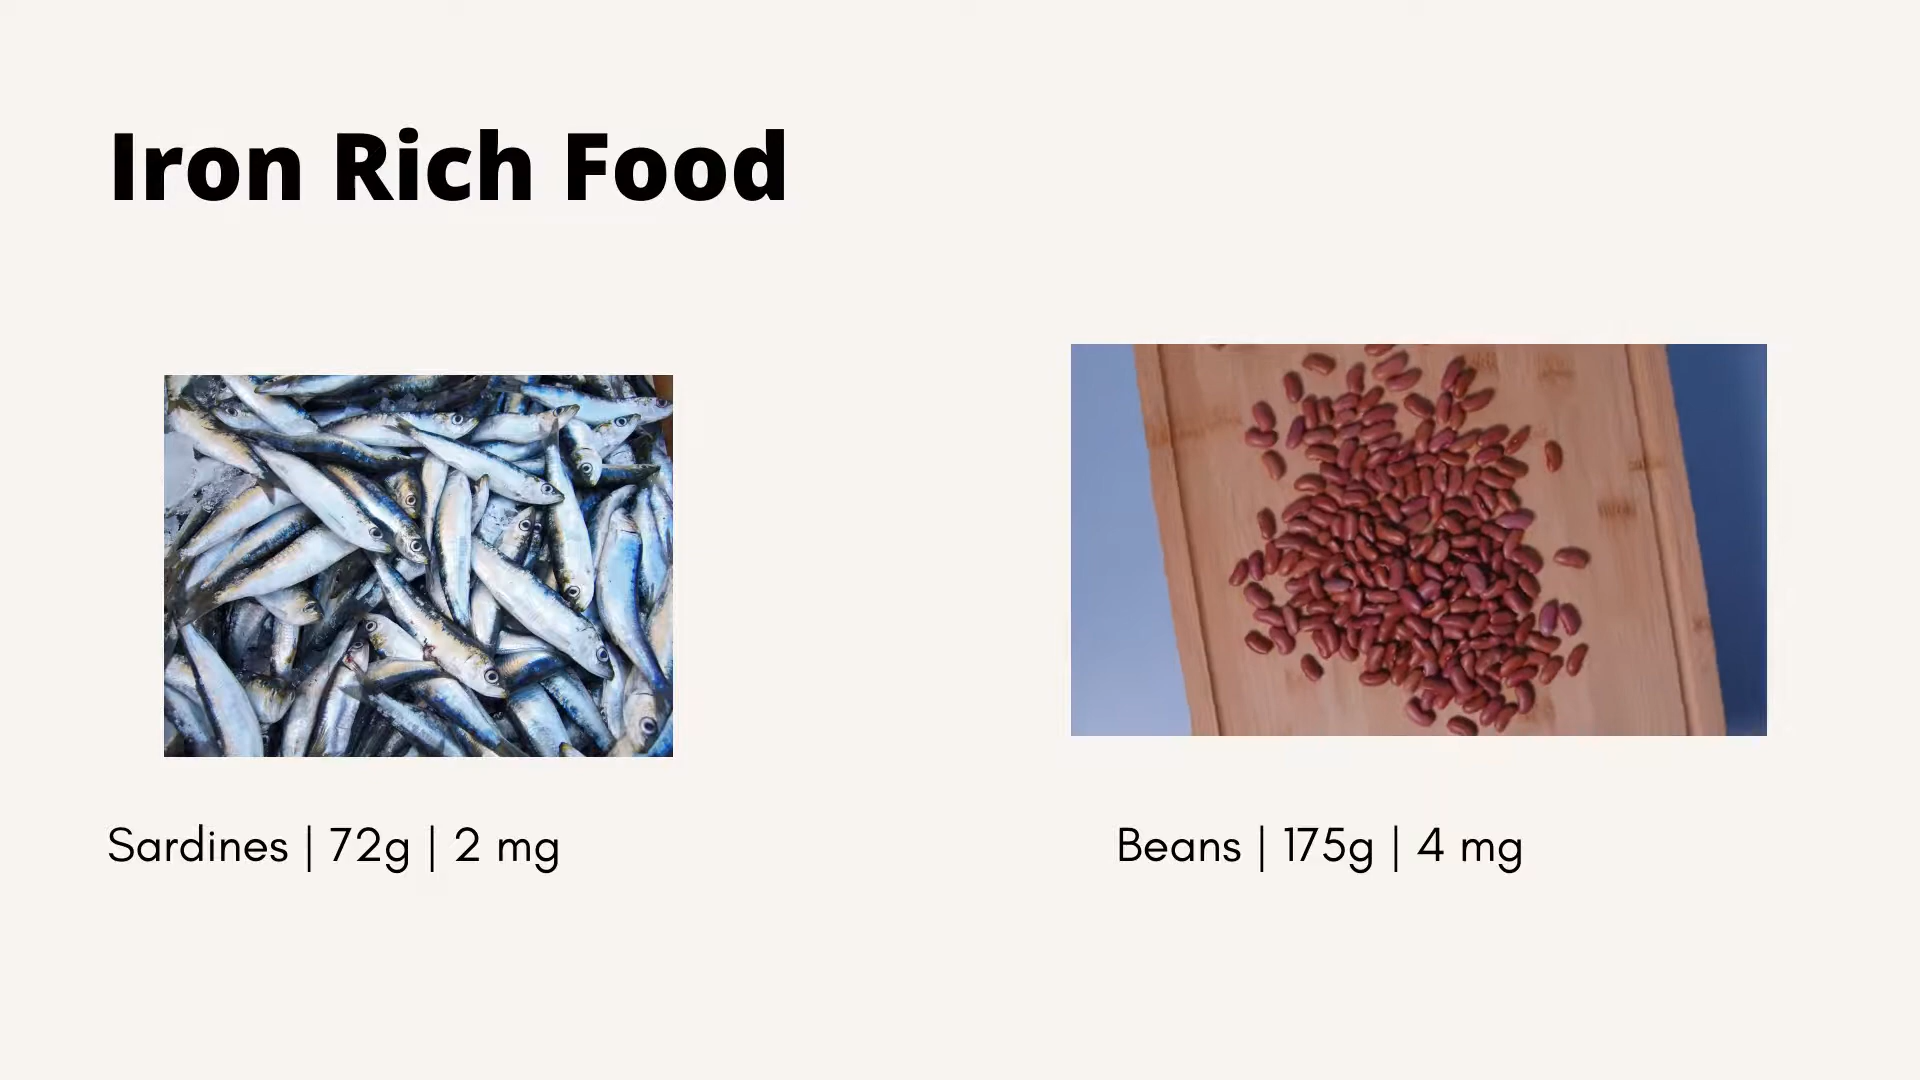 Iron Rich Food
Sardines | 72g | 2 mg
Beans | 175g | 4 mg